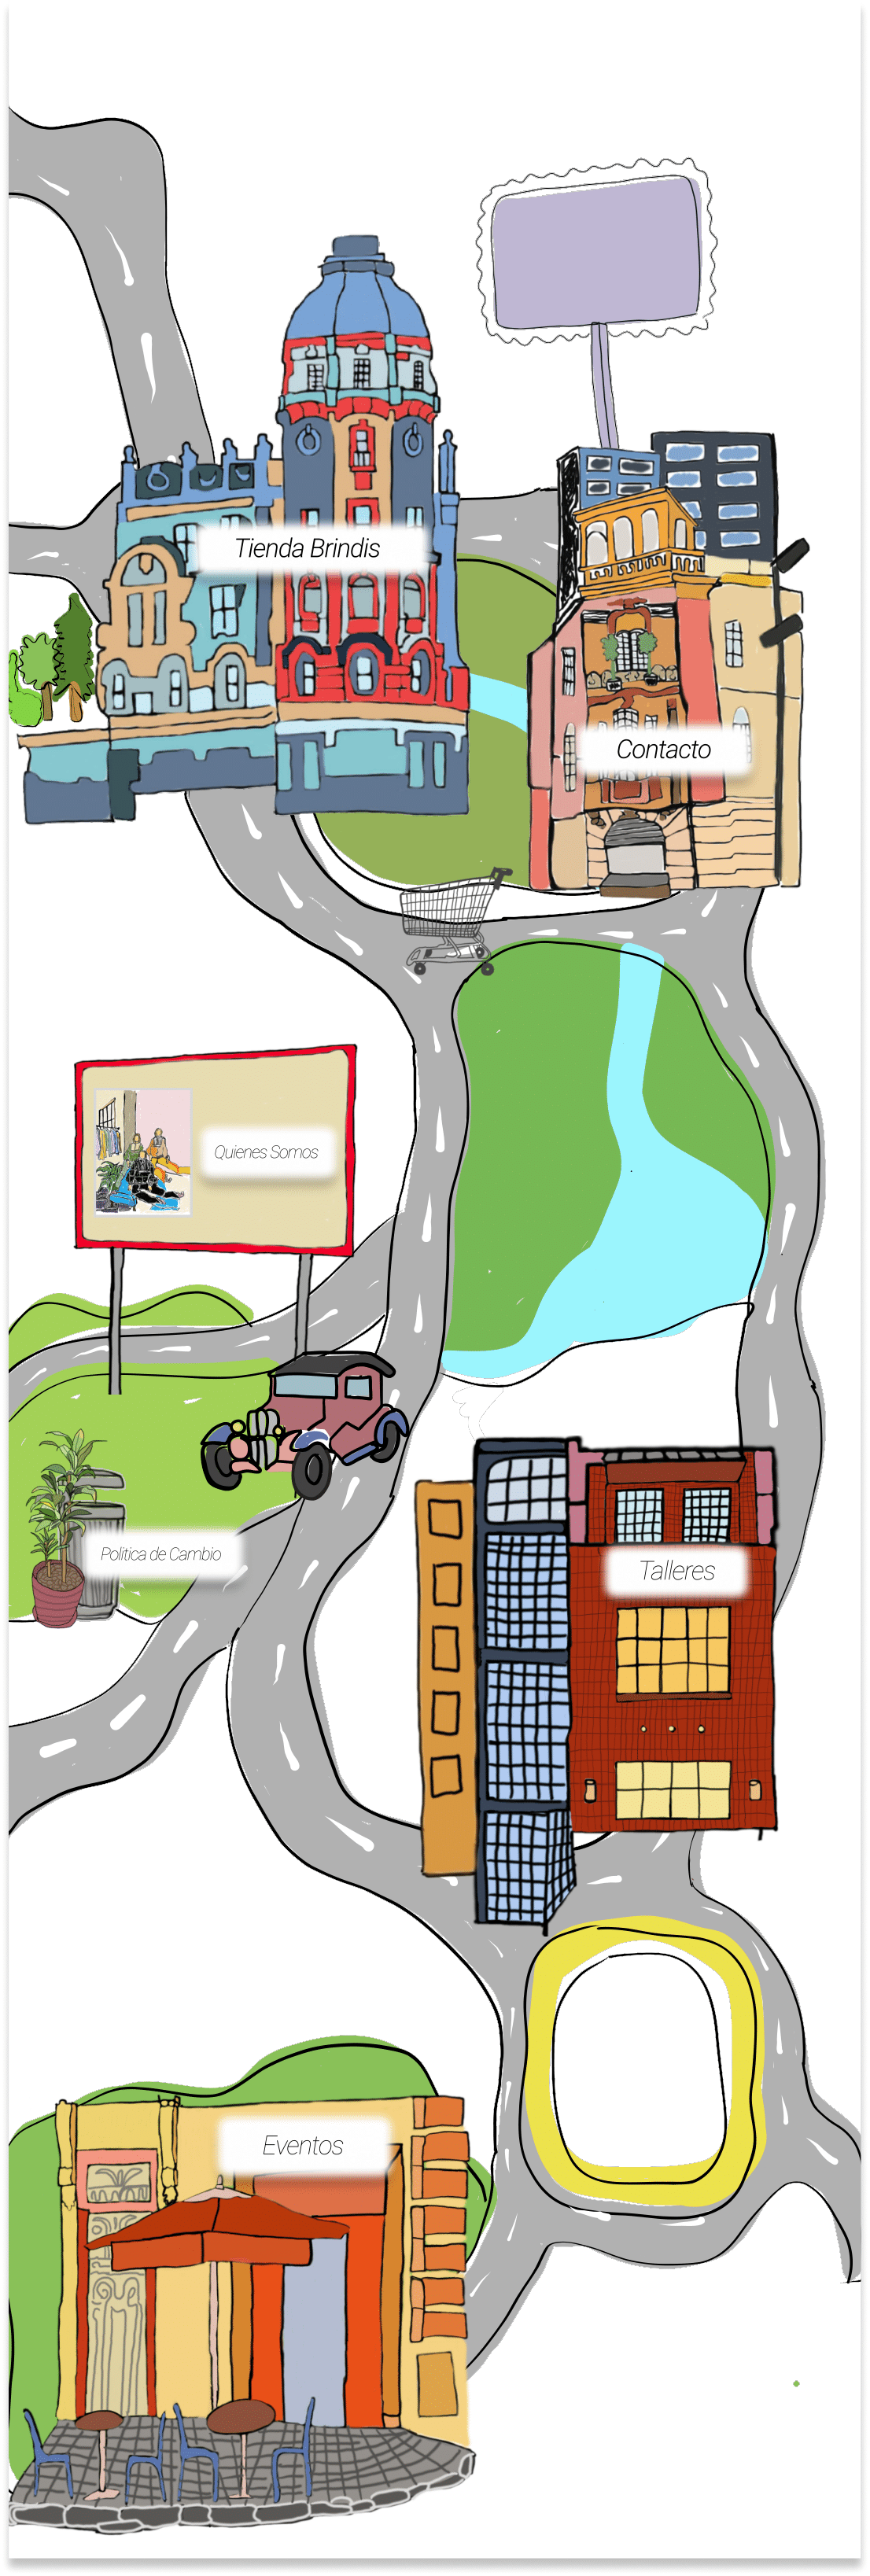 Tienda Brindis
Contacto
Quienes Somos
Politica de Cambio
Talleres
Eventos